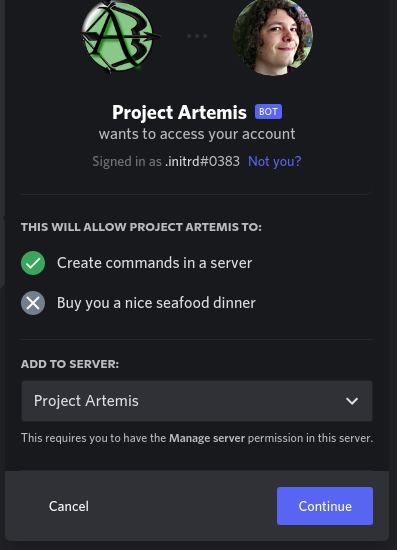 Project Artemis BOT
wants to access your account
Signed in as .initrd#0383 Not you?
THIS WILL ALLOW PROJECT ARTEMIS TO:
Create commands in a server
Buy you a nice seafood dinner
ADD TO SERVER:
Project Artemis
This requires you to have the Manage server permission in this server.
Cancel Continue